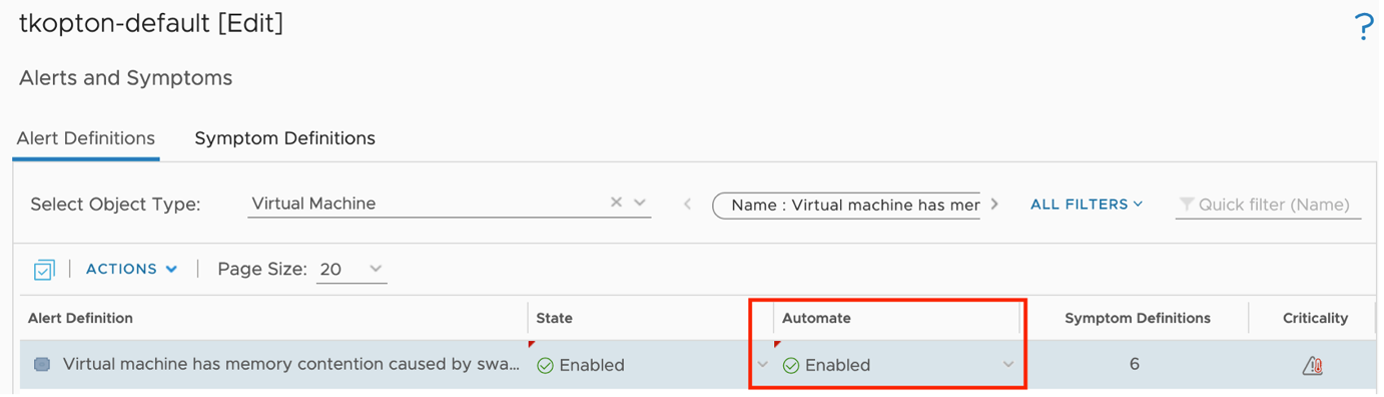 tkopton-default [Edit]
?
Alerts and Symptoms
Alert Definitions Symptom Definitions
Select Object Type: Virtual Machine Name : Virtual machine has mer ALL FILTERS Quick filter (Name)
ACTIONS Page Size: 20
Alert Definition State Automate Symptom Definitions Criticality
Virtual machine has memory contention caused by swa... Enabled Enabled 6